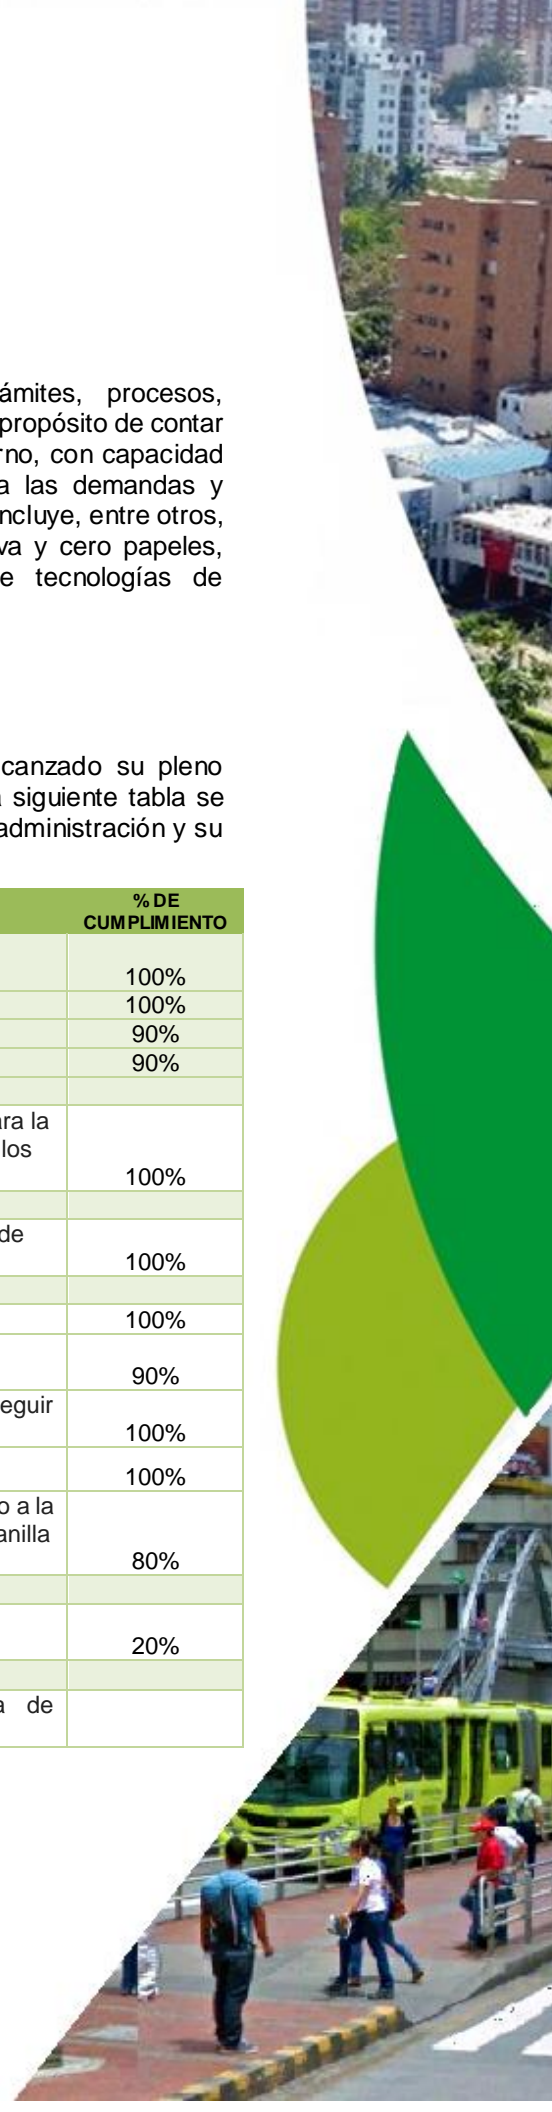 ámites, procesos,
propósito de contar
rno, con capacidad
a las demandas y
ncluye, entre otros,
va y cero papeles,
e tecnologías de
canzado su pleno
siguiente tabla se
administración y su
% DE
CUMPLIMIENTO
100%
100%
90%
90%
ara la
los
100%
de
100%
100%
90%
eguir
100%
100%
o a la
anilla
80%
20%
a de